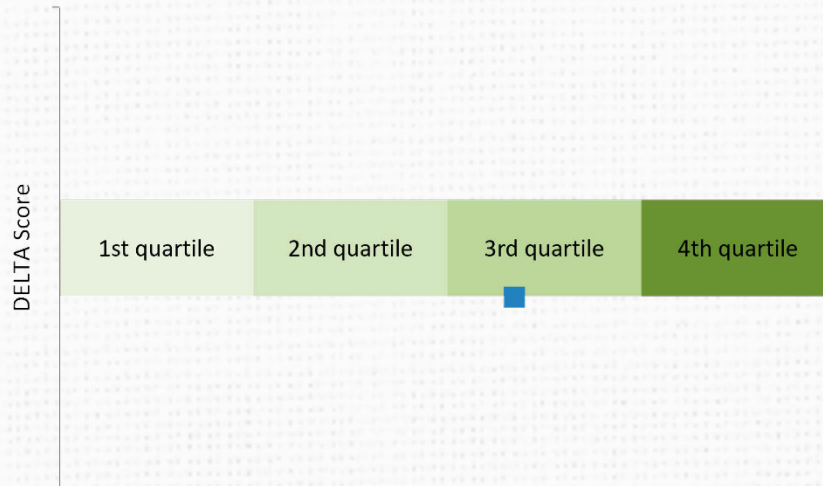 DELTA Score
1st quartile
2nd quartile
3rd quartile
4th quartile